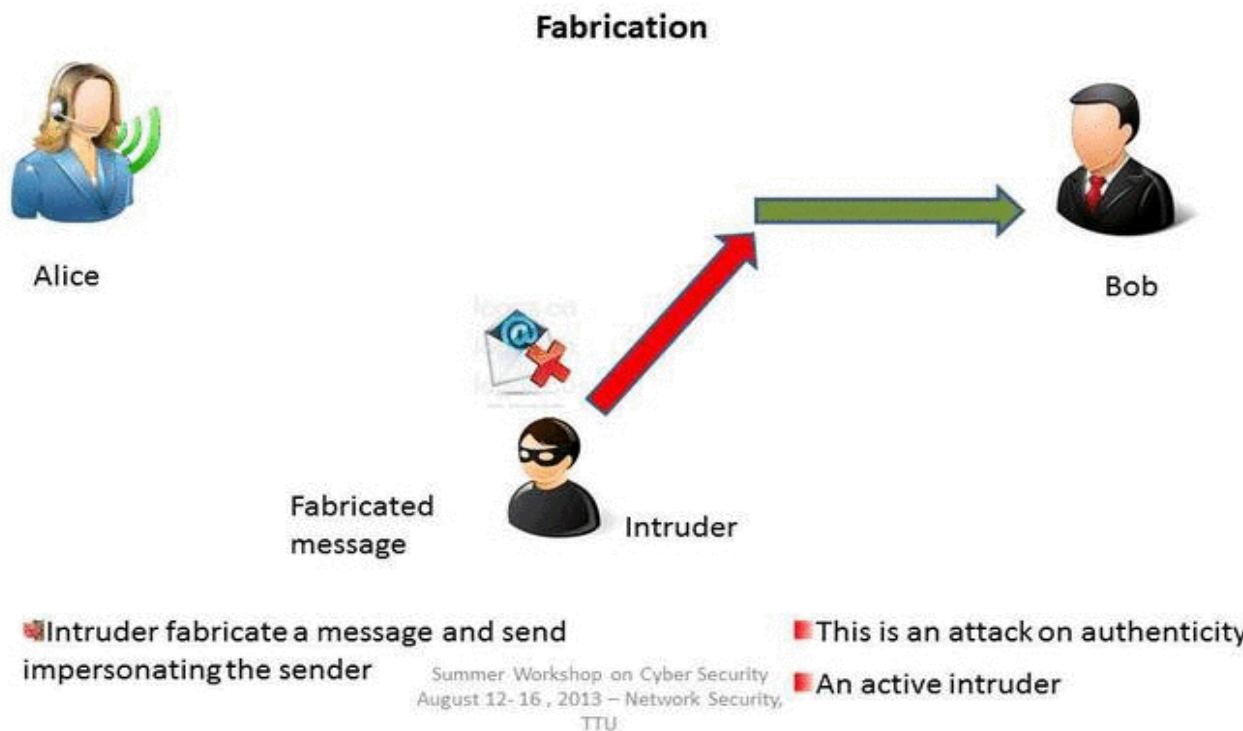 Fabrication
Alice
Bob
Fabricated
message
Intruder
Intruder fabricate a message and send
impersonating the sender
This is an attack on authenticity
An active intruder
Summer Workshop on Cyber Security
August 12- 16 , 2013 – Network Security,
TTU